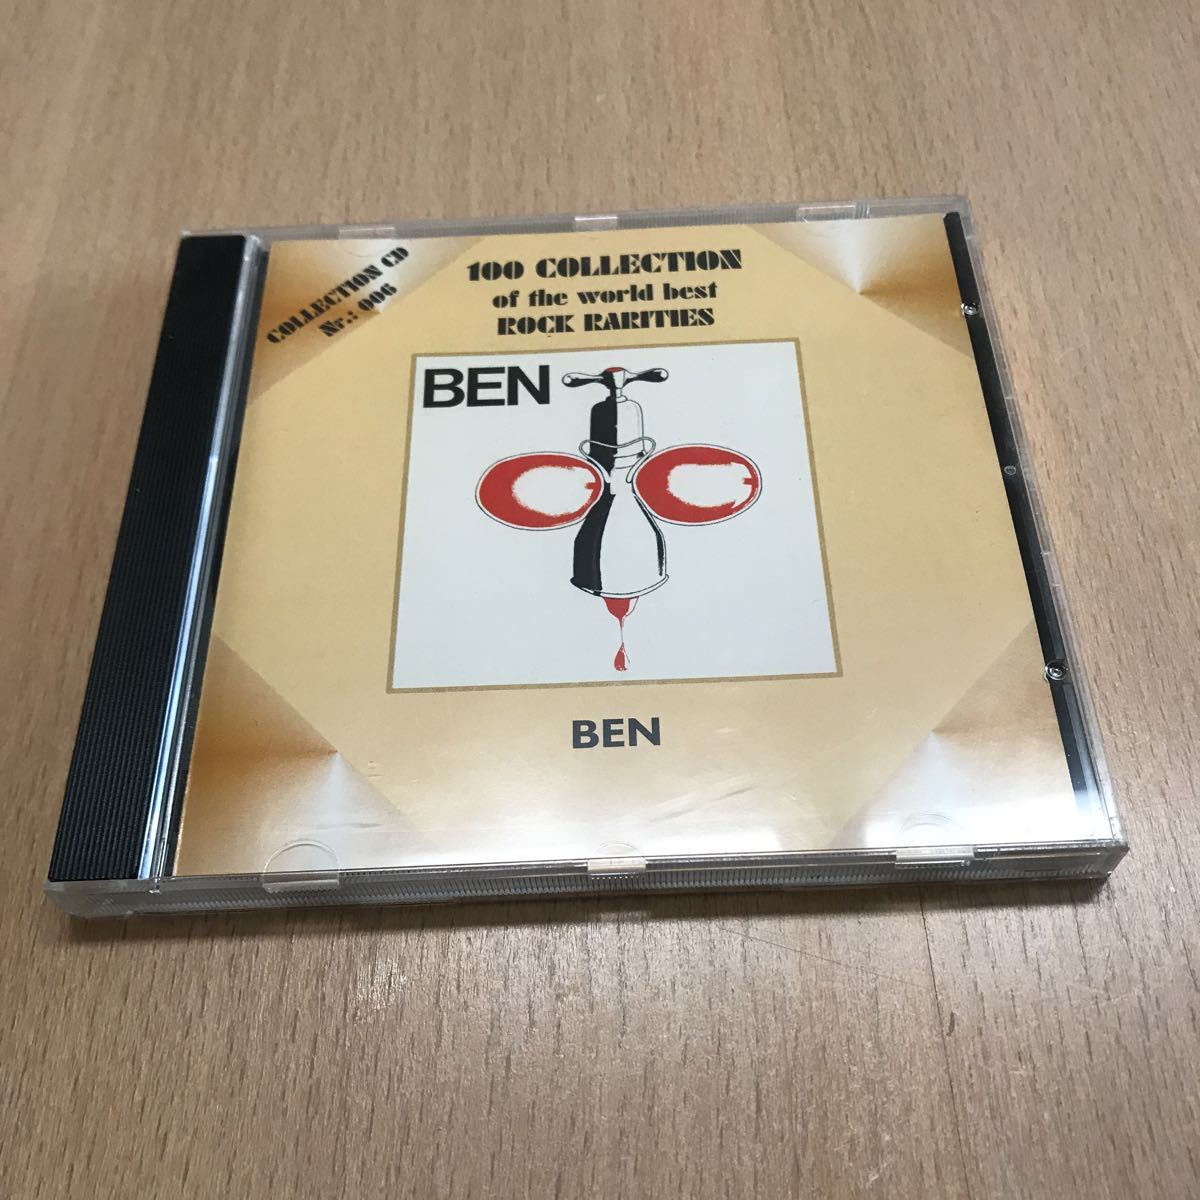 COLLECTION CD
Nr.: 006
100 COLLECTION
of the world best
ROCK RARITIES
BEN
BEN